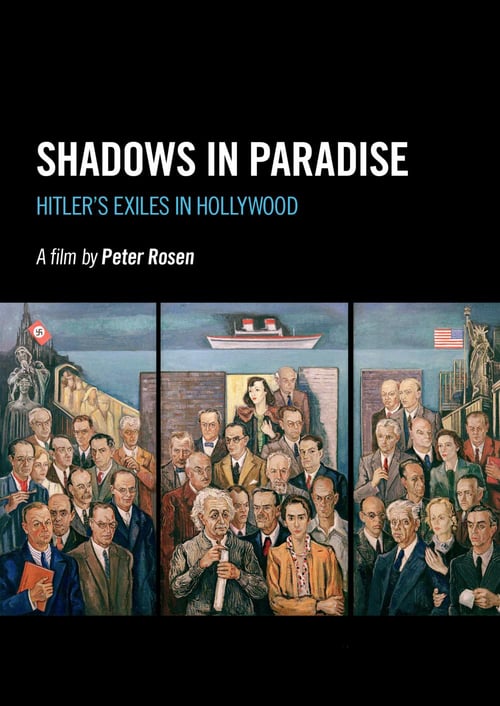 SHADOWS IN PARADISE
HITLER'S EXILES IN HOLLYWOOD
A film by Peter Rosen